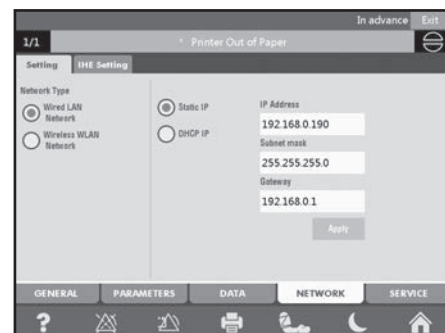 In advance Exit
1/1 * Printer Out of Paper
Setting IHE Setting
Network Type
Wired LAN
Network
Wireless WLAN
Network
Static IP
DHCP IP
IP Address
192.168.0.190
Subnet mask
255.255.255.0
Gateway
192.168.0.1
Apply
GENERAL PARAMETERS DATA NETWORK SERVICE
?